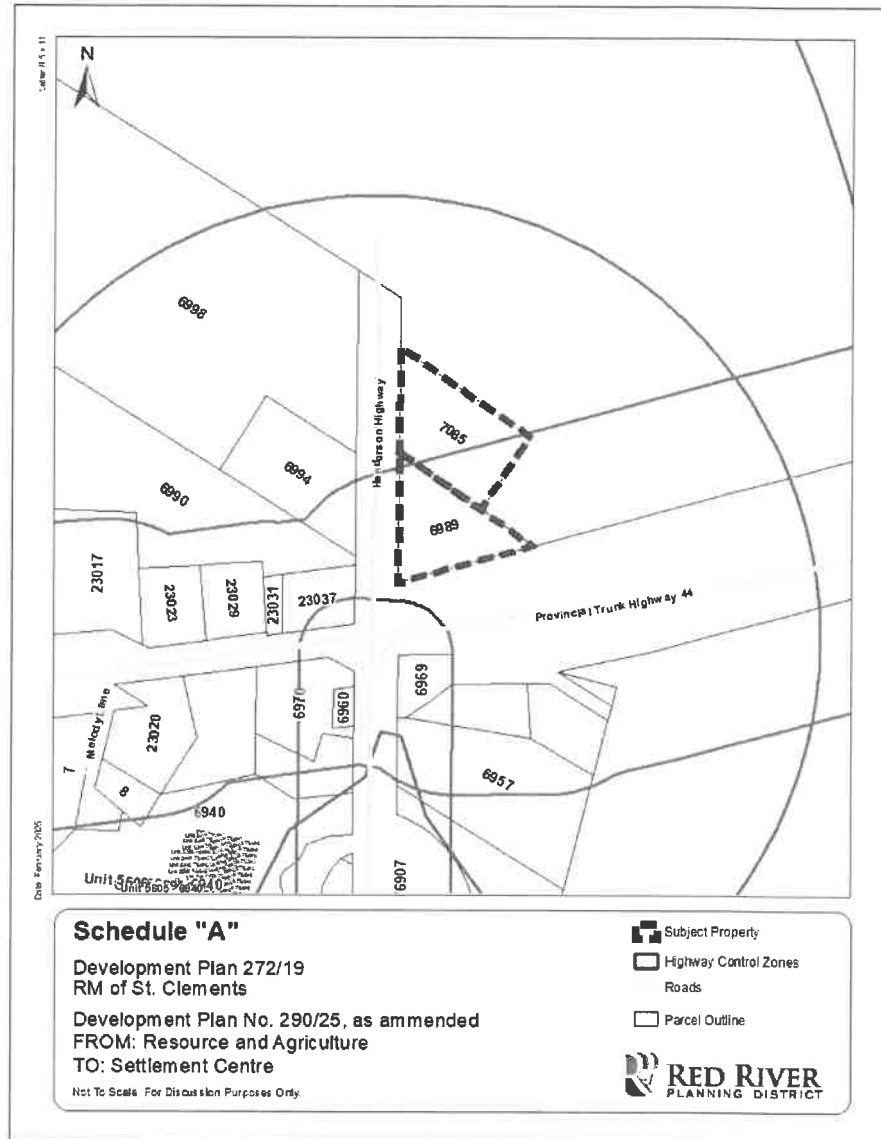 N
6998
Henderson Highway
7085
6994
6990
6989
23017
23023
23029
23031
23037
Provincial Trunk Highway 44
6969
6970
6960
Melody Lane
23020
7
8
6957
6940
6907
Date: February 2025
Schedule "A"
Development Plan 272/19
RM of St. Clements
Development Plan No. 290/25, as ammended
FROM: Resource and Agriculture
TO: Settlement Centre
Not To Scale. For Discussion Purposes Only.
Subject Property
Highway Control Zones
Roads
Parcel Outline
RED RIVER
PLANNING DISTRICT